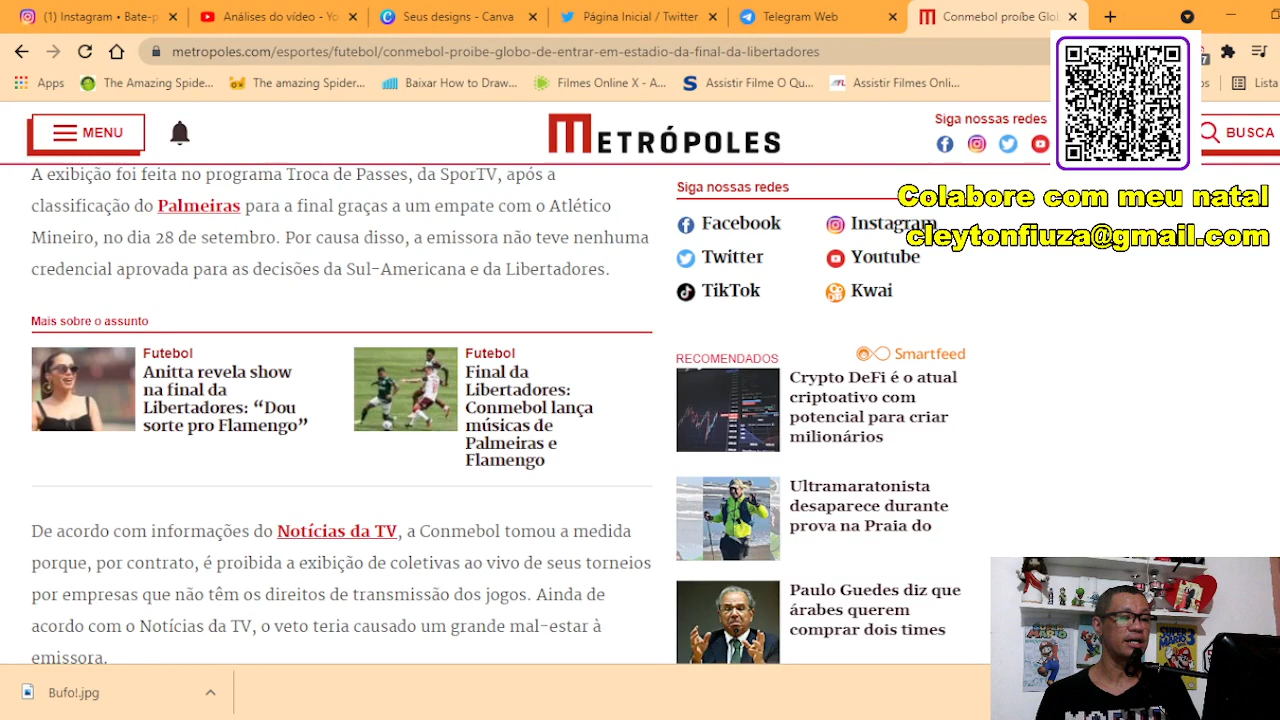 (1) Instagram • Bate-p
Análises do vídeo - Yo
Seus designs - Canva
Página Inicial / Twitter
Telegram Web
Conmebol proíbe Glo
metropoles.com/esportes/futebol/conmebol-proibe-globo-de-entrar-em-estadio-da-final-da-libertadores
Apps
The Amazing Spide...
The amazing Spider...
Baixar How to Draw...
Filmes Online X - A...
Assistir Filme O Qu...
Assistir Filmes Onli...
Lista
MENU
METRÓPOLES
Siga nossas redes
BUSCA
A exibição foi feita no programa Troca de Passes, da SporTV, após a
classificação do Palmeiras para a final graças a um empate com o Atlético
Mineiro, no dia 28 de setembro. Por causa disso, a emissora não teve nenhuma
credencial aprovada para as decisões da Sul-Americana e da Libertadores.
Mais sobre o assunto
Futebol
Anitta revela show
na final da
Libertadores: “Dou
sorte pro Flamengo”
Futebol
Final da
Libertadores:
Conmebol lança
músicas de
Palmeiras e
Flamengo
De acordo com informações do Notícias da TV, a Conmebol tomou a medida
porque, por contrato, é proibida a exibição de coletivas ao vivo de seus torneios
por empresas que não têm os direitos de transmissão dos jogos. Ainda de
acordo com o Notícias da TV, o veto teria causado um grande mal-estar à
emissora.
Siga nossas redes
Facebook
Instagram
Twitter
Youtube
TikTok
Kwai
Colabore com meu natal
cleytonfiuza@gmail.com
RECOMENDADOS
Smartfeed
Crypto DeFi é o atual
criptoativo com
potencial para criar
milionários
Ultramaratonista
desaparece durante
prova na Praia do
Paulo Guedes diz que
árabes querem
comprar dois times
Bufo!.jpg
SUPER MARIO